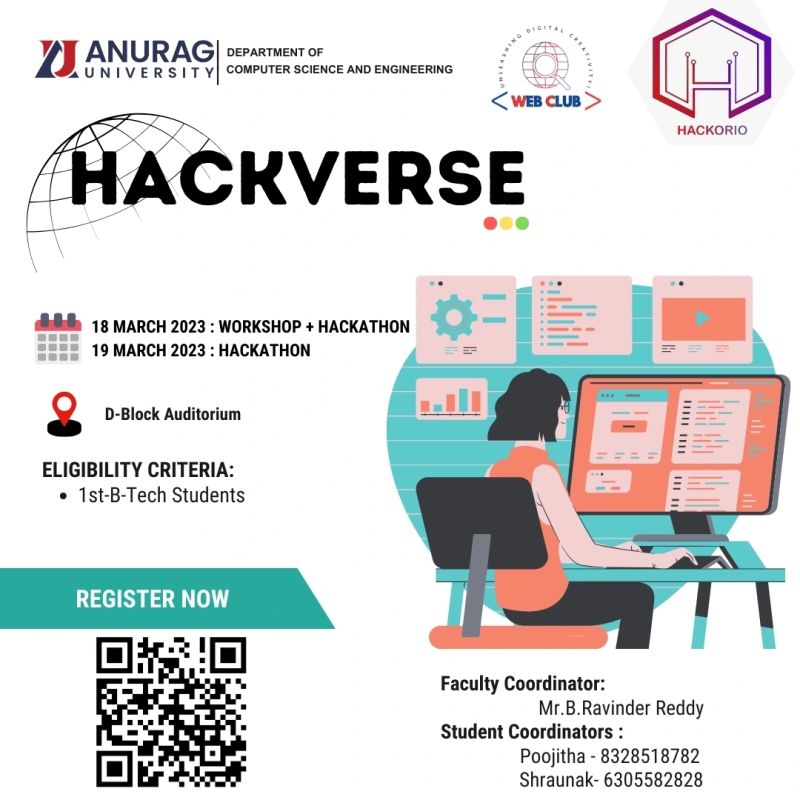 ANURAG
UNIVERSITY
DEPARTMENT OF
COMPUTER SCIENCE AND ENGINEERING
UNLEASHING DIGITAL CREATIVITY!
< WEB CLUB >
HACKORIO
HACKVERSE
18 MARCH 2023 : WORKSHOP + HACKATHON
19 MARCH 2023 : HACKATHON
D-Block Auditorium
ELIGIBILITY CRITERIA:
• 1st-B-Tech Students
REGISTER NOW
Faculty Coordinator:
Mr.B.Ravinder Reddy
Student Coordinators :
Poojitha - 8328518782
Shraunak- 6305582828